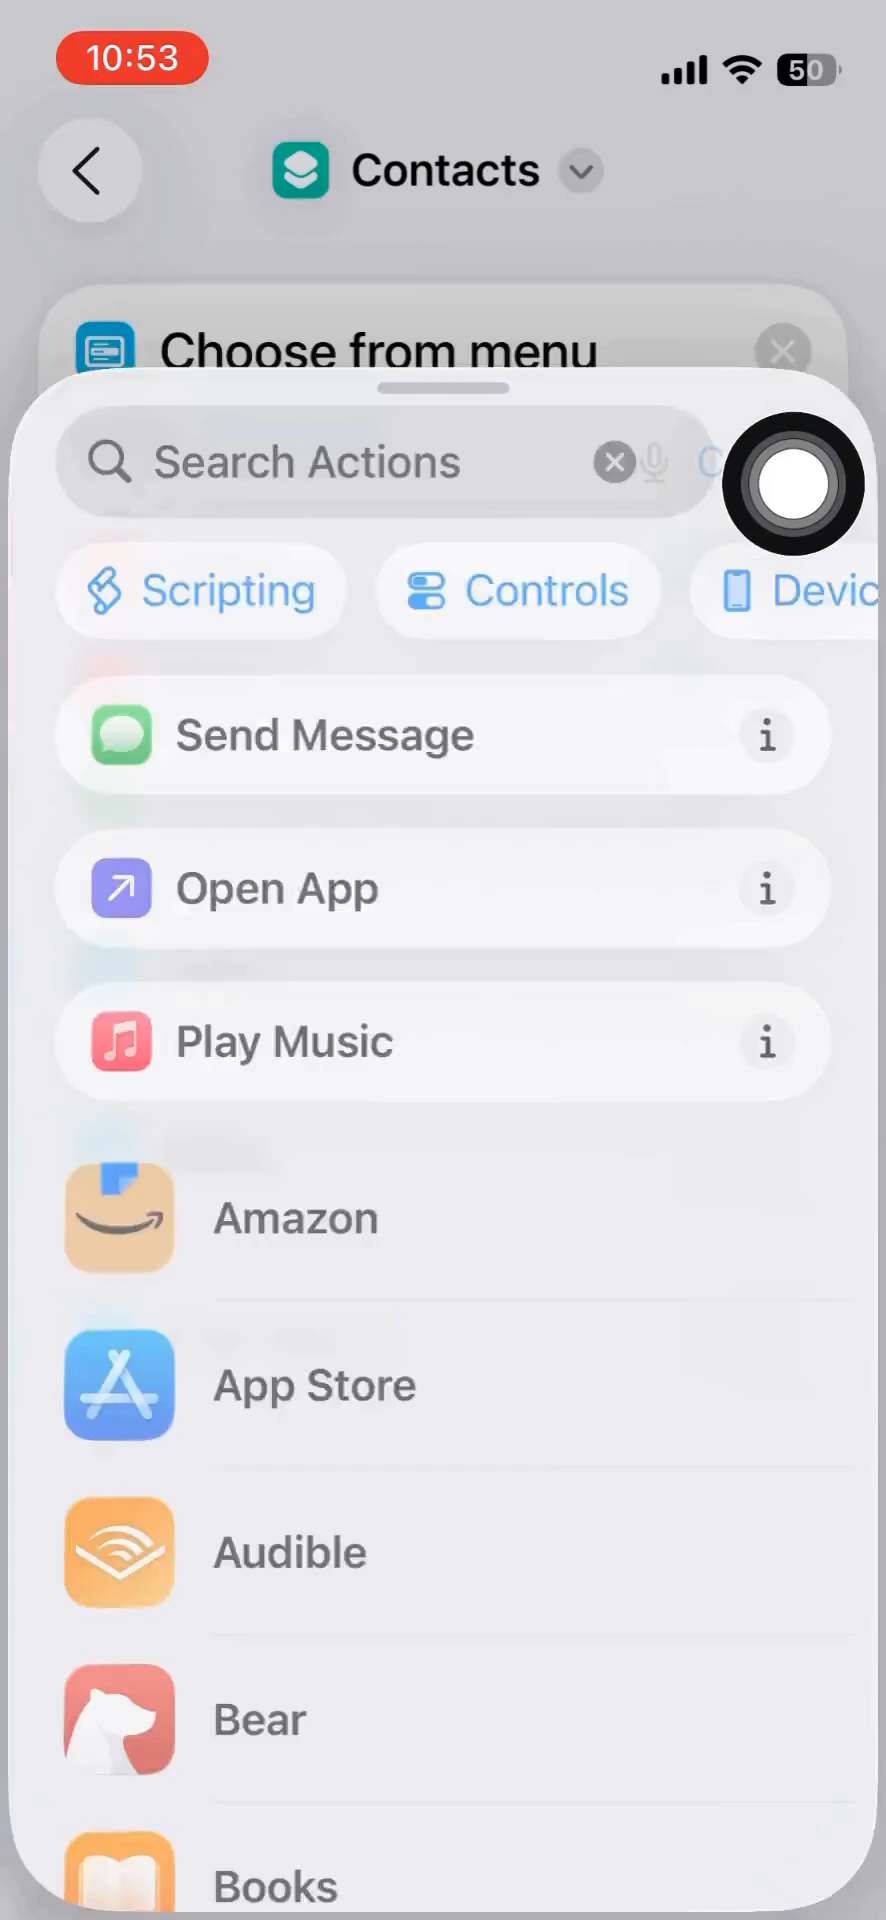 10:53
50
Contacts
Choose from menu
Search Actions
Scripting
Controls
Devic
Send Message
Open App
Play Music
Amazon
App Store
Audible
Bear
Books